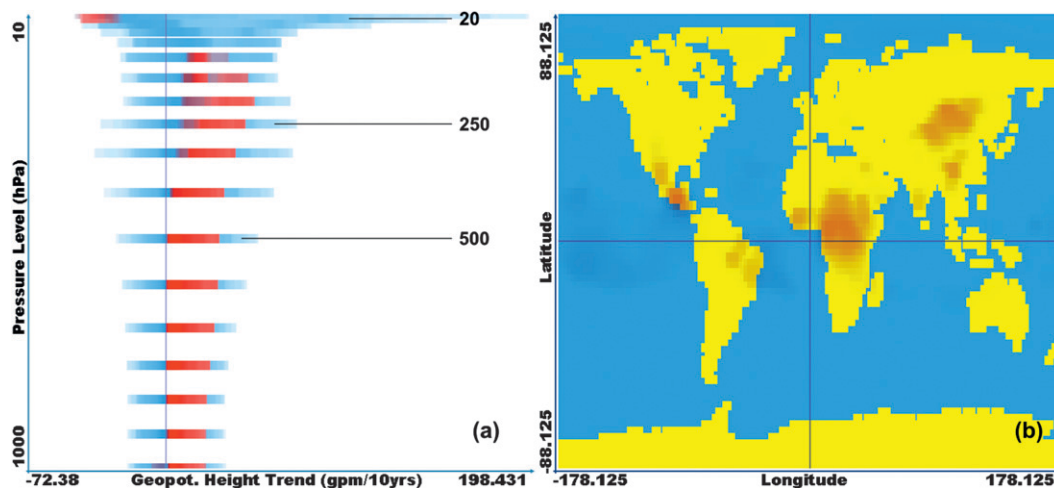 10
Pressure Level (hPa)
1000
20
250
500
(a)
-72.38
Geopot. Height Trend (gpm/10yrs)
198.431
88.125
Latitude
-88.125
(b)
-178.125
Longitude
178.125